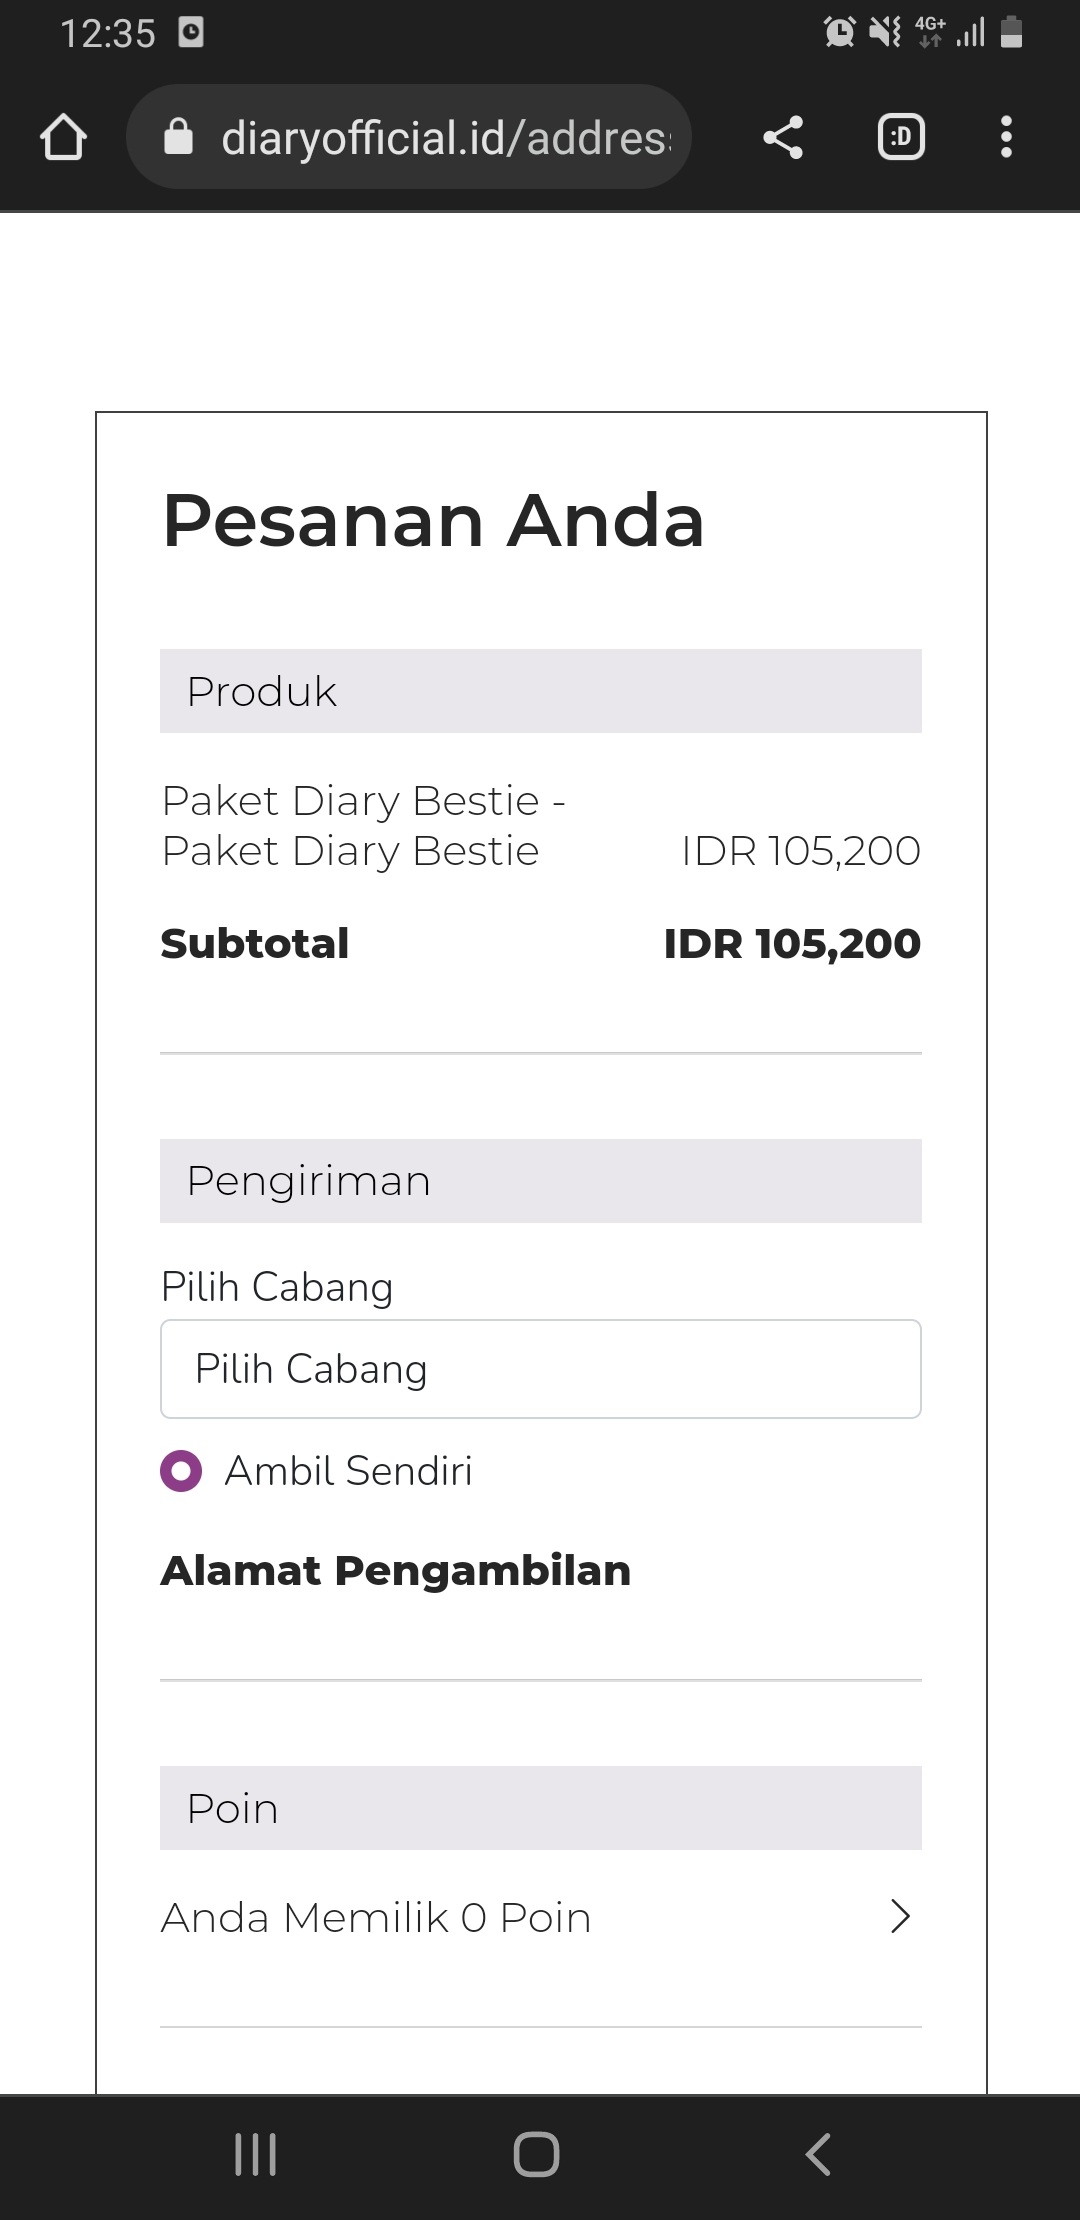 12:35
4G+
diaryofficial.id/addres
:D
Pesanan Anda
Produk
Paket Diary Bestie -
Paket Diary Bestie IDR 105,200
Subtotal IDR 105,200
Pengiriman
Pilih Cabang
Pilih Cabang
Ambil Sendiri
Alamat Pengambilan
Poin
Anda Memilik 0 Poin